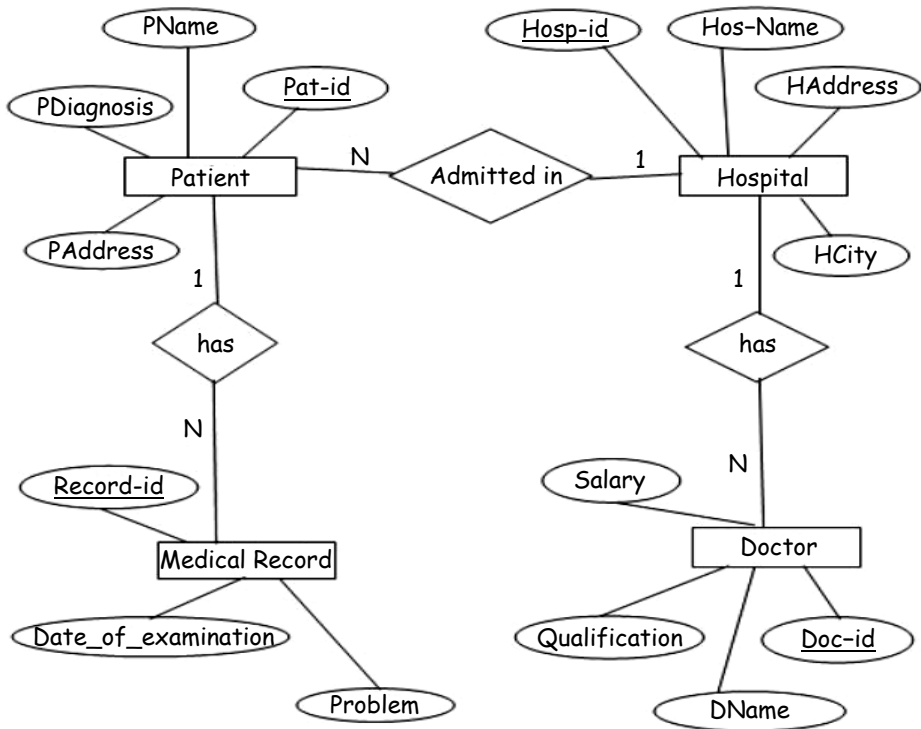 PName
Hosp-id
Hos-Name
PDiagnosis
Pat-id
HAddress
N
1
Patient
Admitted in
Hospital
PAddress
HCity
1
1
has
has
N
N
Record-id
Salary
Medical Record
Doctor
Date_of_examination
Qualification
Doc-id
Problem
DName